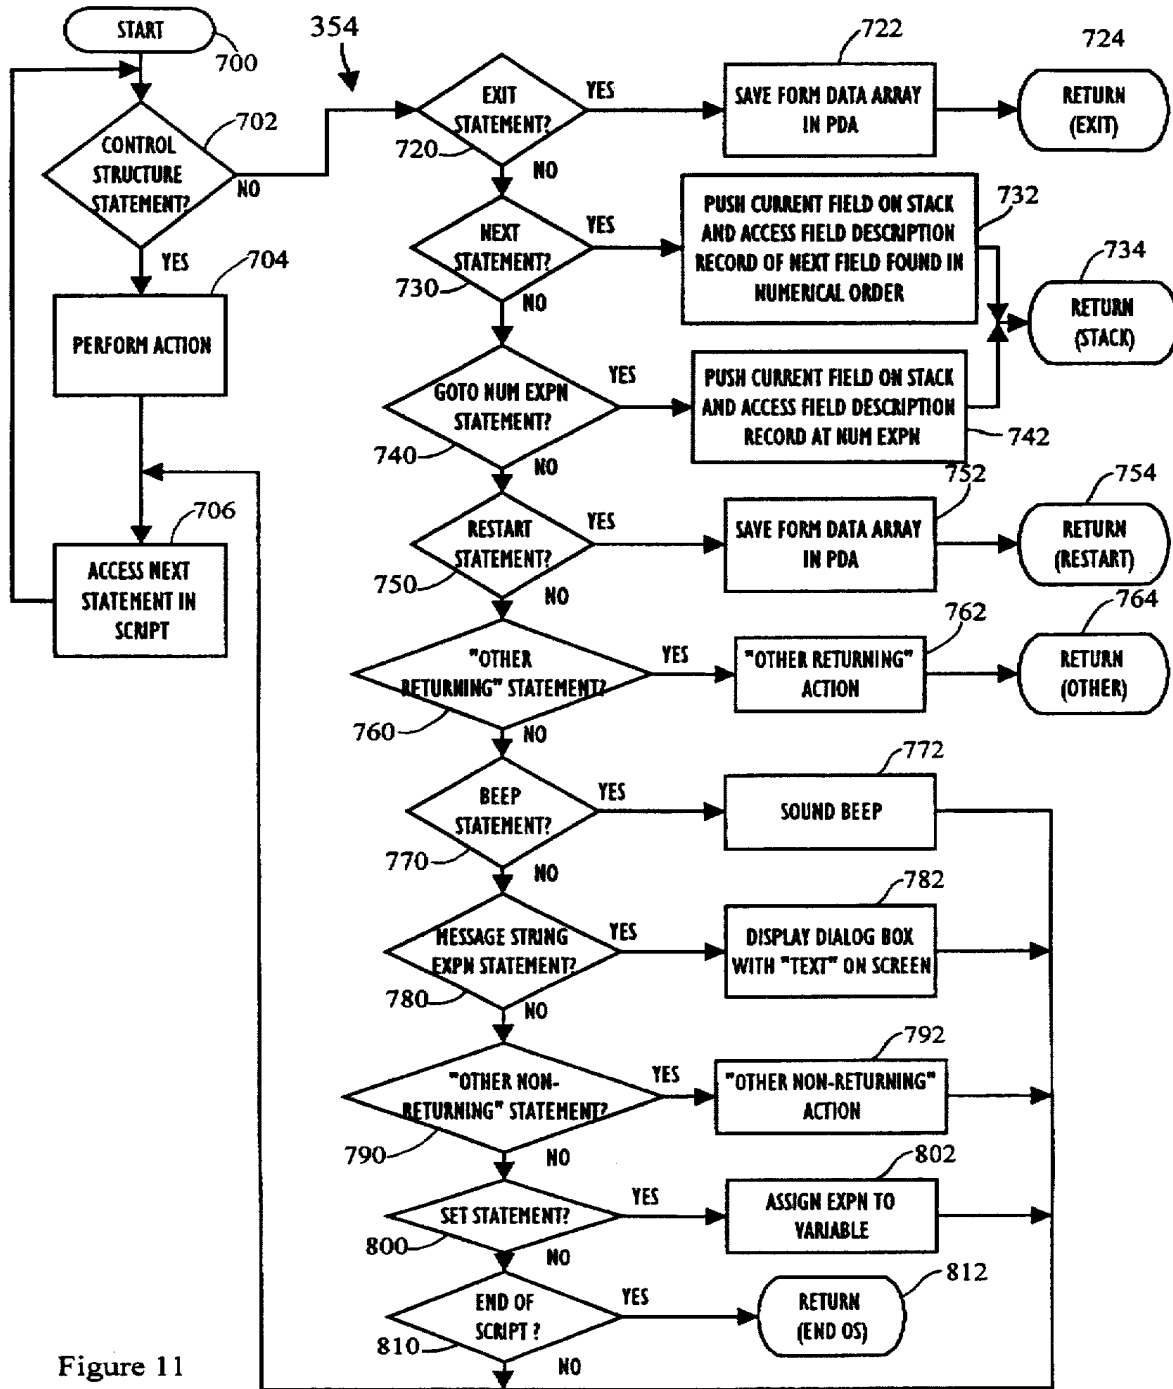 START
700
354
CONTROL
STRUCTURE
STATEMENT?
702
NO
YES
704
PERFORM ACTION
706
ACCESS NEXT
STATEMENT IN
SCRIPT
EXIT
STATEMENT?
720
YES
NO
722
SAVE FORM DATA ARRAY
IN PDA
724
RETURN
(EXIT)
NEXT
STATEMENT?
730
YES
NO
732
PUSH CURRENT FIELD ON STACK
AND ACCESS FIELD DESCRIPTION
RECORD OF NEXT FIELD FOUND IN
NUMERICAL ORDER
734
RETURN
(STACK)
GOTO NUM EXPN
STATEMENT?
740
YES
NO
PUSH CURRENT FIELD ON STACK
AND ACCESS FIELD DESCRIPTION
RECORD AT NUM EXPN
742
RESTART
STATEMENT?
750
YES
NO
752
SAVE FORM DATA ARRAY
IN PDA
754
RETURN
(RESTART)
"OTHER
RETURNING" STATEMENT?
760
YES
NO
762
"OTHER RETURNING"
ACTION
764
RETURN
(OTHER)
BEEP
STATEMENT?
770
YES
NO
772
SOUND BEEP
MESSAGE STRING
EXPN STATEMENT?
780
YES
NO
782
DISPLAY DIALOG BOX
WITH "TEXT" ON SCREEN
"OTHER NON-
RETURNING" STATEMENT?
790
YES
NO
792
"OTHER NON-RETURNING"
ACTION
SET STATEMENT?
800
YES
NO
802
ASSIGN EXPN TO
VARIABLE
END OF
SCRIPT ?
810
YES
NO
812
RETURN
(END OS)
Figure 11